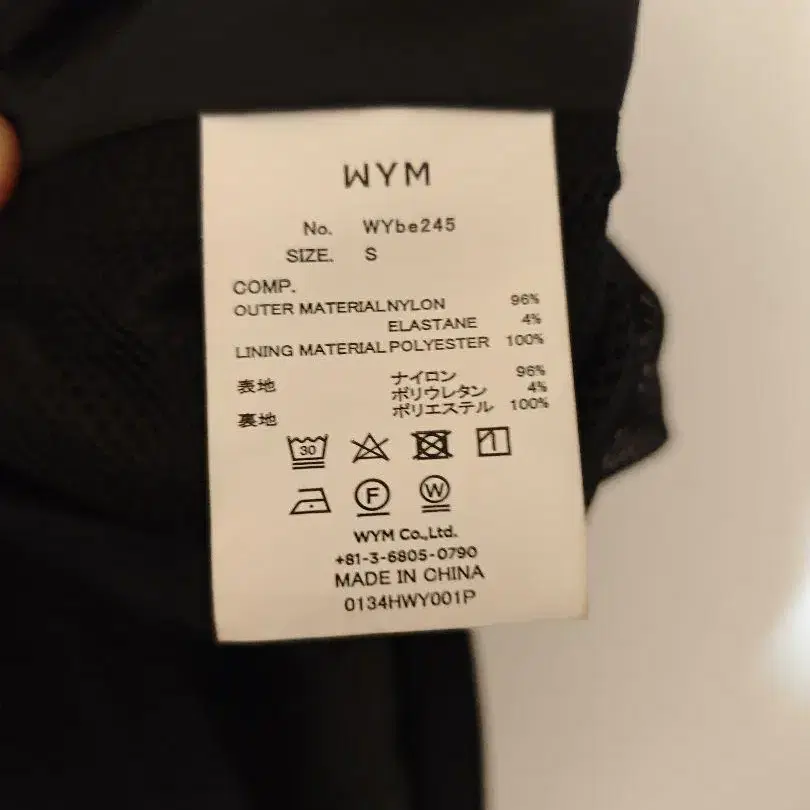 WYM
No. WYbe245
SIZE. S
COMP.
OUTER MATERIAL NYLON 96%
ELASTANE 4%
LINING MATERIAL POLYESTER 100%
表地 ナイロン 96%
ポリウレタン 4%
裏地 ポリエステル 100%
30
F W
WYM Co.,Ltd.
+81-3-6805-0790
MADE IN CHINA
0134HWY001P